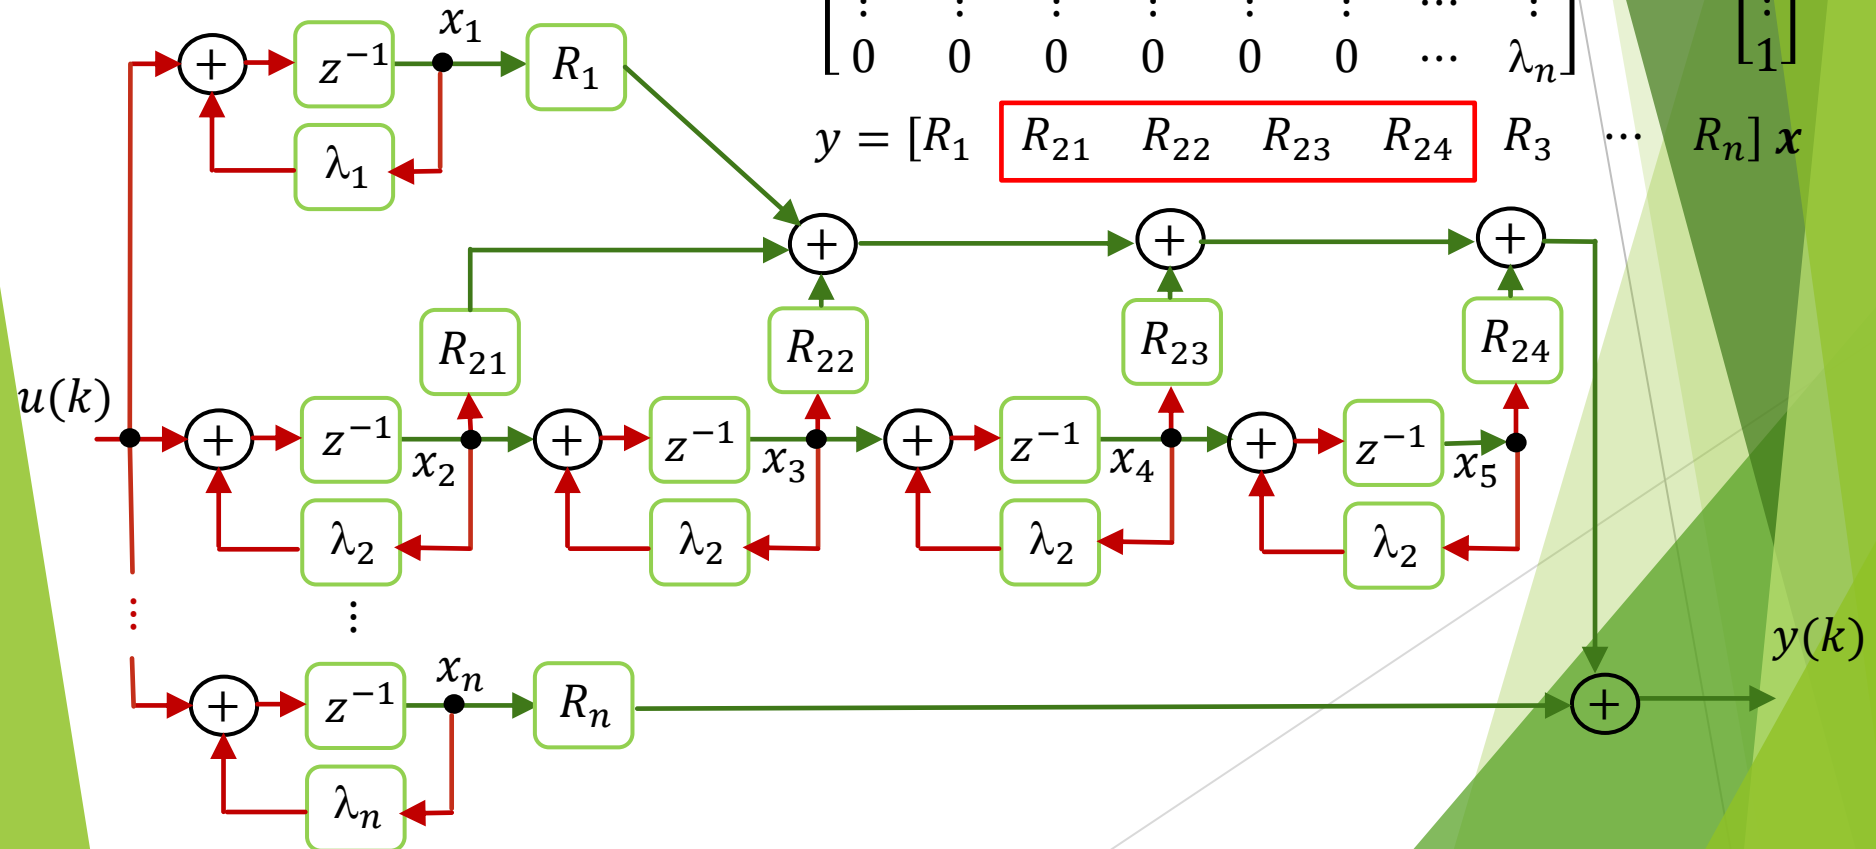 ⋮ ⋮ ⋮ ⋮ ⋮ ⋮ ⋯ ⋮ ⋮
0 0 0 0 0 0 ⋯ λₙ 1
y = [R₁ R₂₁ R₂₂ R₂₃ R₂₄ R₃ ⋯ Rₙ] x
x₁
+ z⁻¹ R₁
λ₁
+ + +
R₂₁ R₂₂ R₂₃ R₂₄
u(k)
+ z⁻¹ + z⁻¹ + z⁻¹ + z⁻¹
x₂ x₃ x₄ x₅
λ₂ λ₂ λ₂ λ₂
⋮ ⋮
y(k)
xₙ
+ z⁻¹ Rₙ +
λₙ